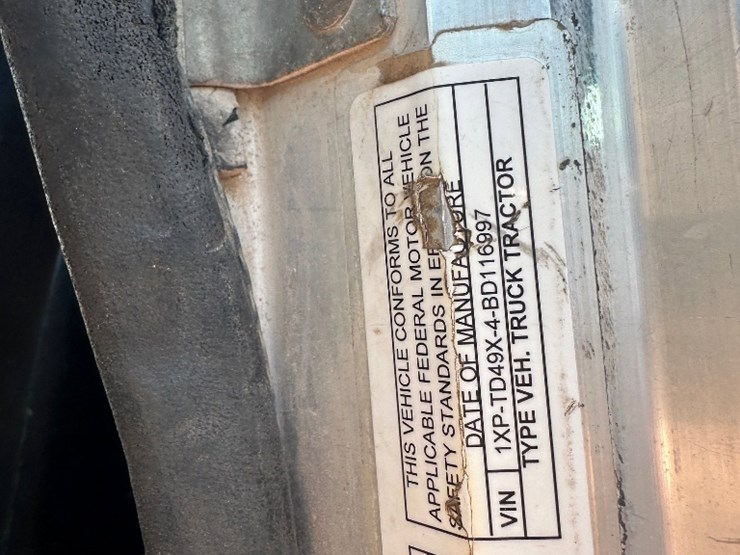 THIS VEHICLE CONFORMS TO ALL
APPLICABLE FEDERAL MOTOR VEHICLE
SAFETY STANDARDS IN ON THE
DATE OF MANUFACTURE
VIN 1XP-TD49X-4-BD116997
TYPE VEH. TRUCK TRACTOR